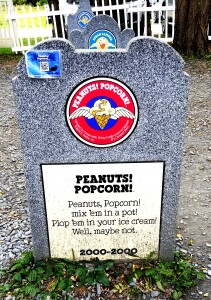 PEANUTS! POPCORN!
PEANUTS!
POPCORN!
Peanuts, Popcorn!
mix 'em in a pot!
Plop 'em in your ice cream!
Well, maybe not.
2000-2000